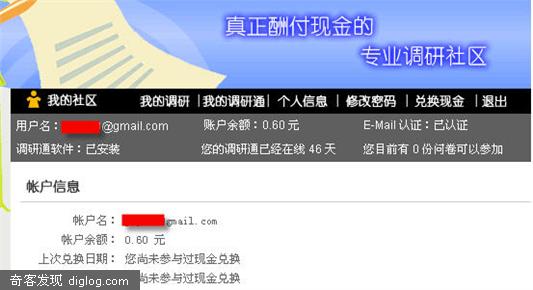 真正酬付现金的
专业调研社区
我的社区 我的调研 |我的调研通| 个人信息 | 修改密码 | 兑换现金 | 退出
用户名： @gmail.com 账户余额：0.60 元 E-Mail 认证：已认证
调研通软件：已安装 您的调研通已经在线 46 天 您目前有 0 份问卷可以参加
帐户信息
帐户名： gmail.com
帐户余额： 0.60 元
上次兑换日期： 您尚未参与过现金兑换
您尚未参与过现金兑换
奇客发现 diglog.com